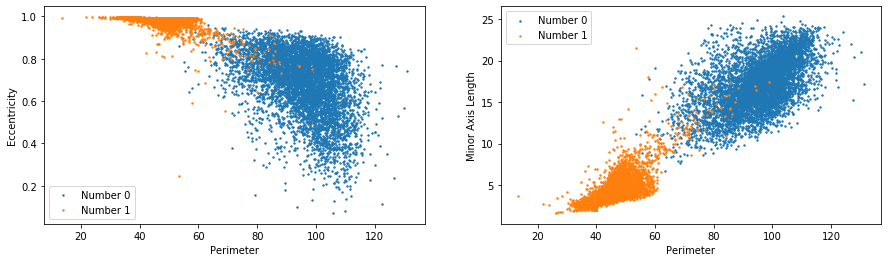 1.0
0.8
0.6
0.4
0.2
Eccentricity
Number 0
Number 1
20 40 60 80 100 120
Perimeter
25
20
15
10
5
Minor Axis Length
Number 0
Number 1
20 40 60 80 100 120
Perimeter